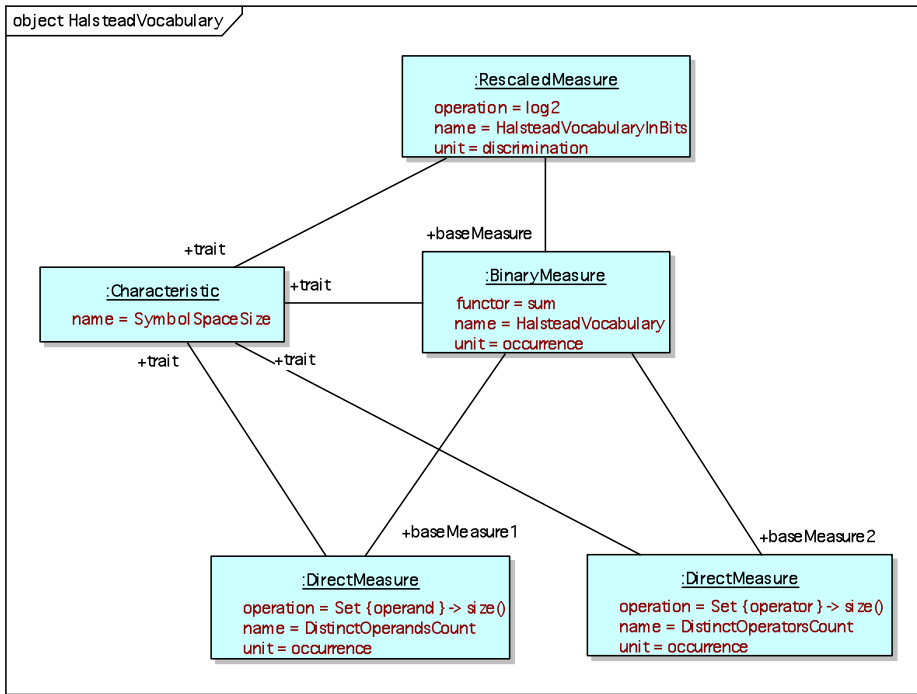 object HalsteadVocabulary
:RescaledMeasure
operation = log2
name = HalsteadVocabularyInBits
unit = discrimination
+trait
+baseMeasure
:Characteristic
name = SymbolSpaceSize
+trait
:BinaryMeasure
functor = sum
name = HalsteadVocabulary
unit = occurrence
+trait
+trait
+baseMeasure1
+baseMeasure2
:DirectMeasure
operation = Set {operand } -> size()
name = DistinctOperandsCount
unit = occurrence
:DirectMeasure
operation = Set {operator } -> size()
name = DistinctOperatorsCount
unit = occurrence